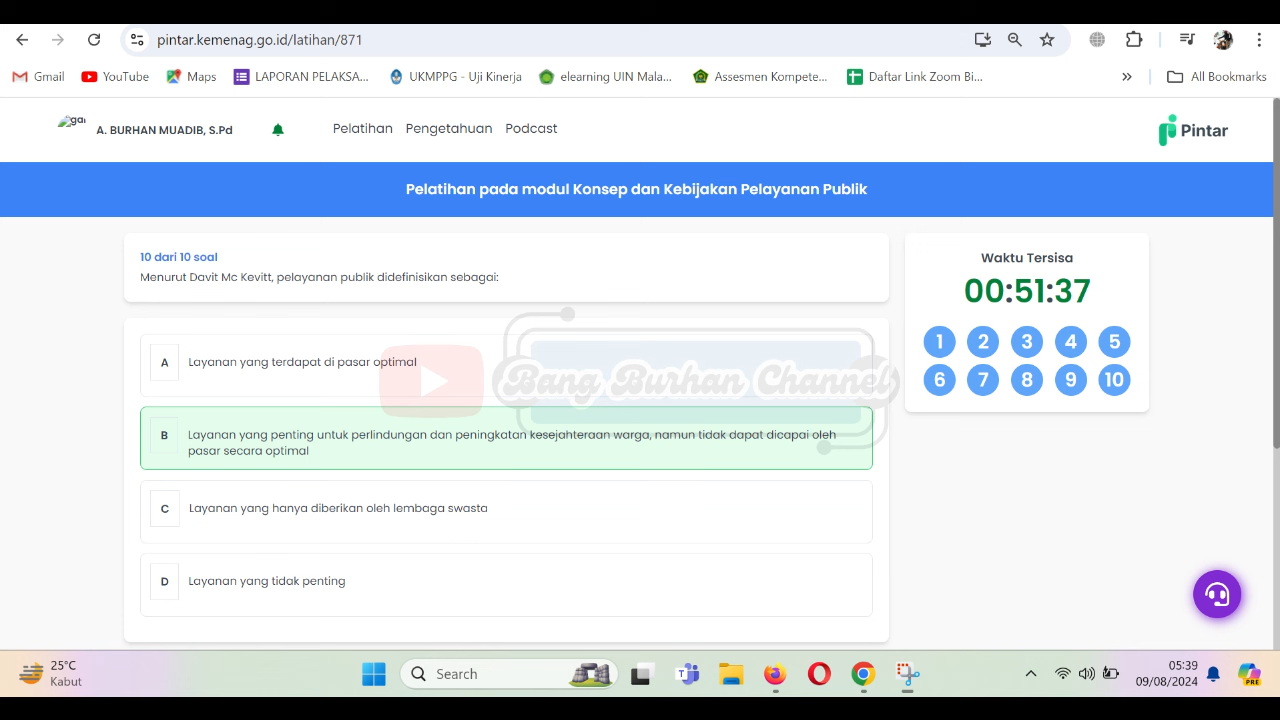 pintar.kemenag.go.id/latihan/871
Gmail YouTube Maps LAPORAN PELAKSA... UKMPPG - Uji Kinerja elearning UIN Mala... Assesmen Kompete... Daftar Link Zoom Bi... » All Bookmarks
gai A. BURHAN MUADIB, S.Pd Pelatihan Pengetahuan Podcast Pintar
Pelatihan pada modul Konsep dan Kebijakan Pelayanan Publik
10 dari 10 soal
Menurut Davit Mc Kevitt, pelayanan publik didefinisikan sebagai:
A Layanan yang terdapat di pasar optimal
B Layanan yang penting untuk perlindungan dan peningkatan kesejahteraan warga, namun tidak dapat dicapai oleh
pasar secara optimal
C Layanan yang hanya diberikan oleh lembaga swasta
D Layanan yang tidak penting
Waktu Tersisa
00:51:37
1 2 3 4 5
6 7 8 9 10
Bang Burhan Channel
25°C
Kabut
Search
PRE
05:39
09/08/2024